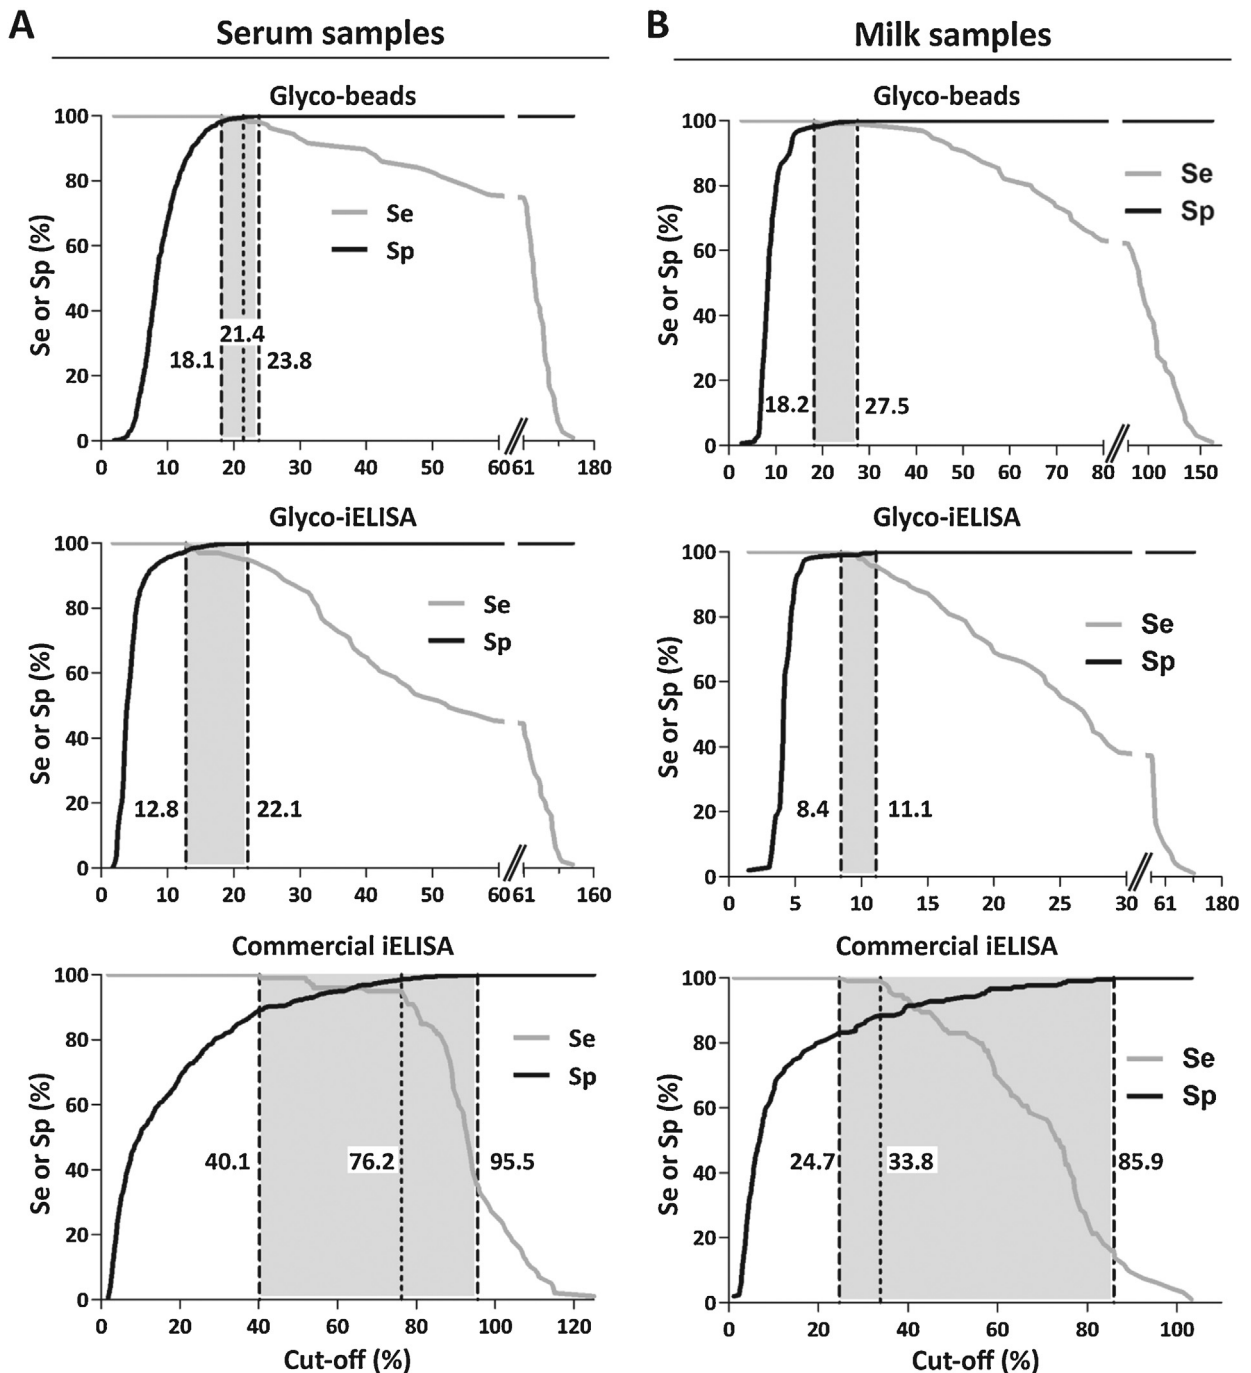 A
Serum samples
Glyco-beads
Se or Sp (%)
100
80
60
40
20
0
Se
Sp
21.4
18.1
23.8
0 10 20 30 40 50 60 61 180
Glyco-iELISA
Se or Sp (%)
100
80
60
40
20
0
Se
Sp
12.8
22.1
0 10 20 30 40 50 60 61 160
Commercial iELISA
Se or Sp (%)
100
80
60
40
20
0
Se
Sp
40.1
76.2
95.5
0 20 40 60 80 100 120
Cut-off (%)
B
Milk samples
Glyco-beads
Se or Sp (%)
100
80
60
40
20
0
Se
Sp
18.2
27.5
0 10 20 30 40 50 60 70 80 100 150
Glyco-iELISA
Se or Sp (%)
100
80
60
40
20
0
Se
Sp
8.4
11.1
0 5 10 15 20 25 30 61 180
Commercial iELISA
Se or Sp (%)
100
80
60
40
20
0
Se
Sp
24.7
33.8
85.9
0 20 40 60 80 100
Cut-off (%)